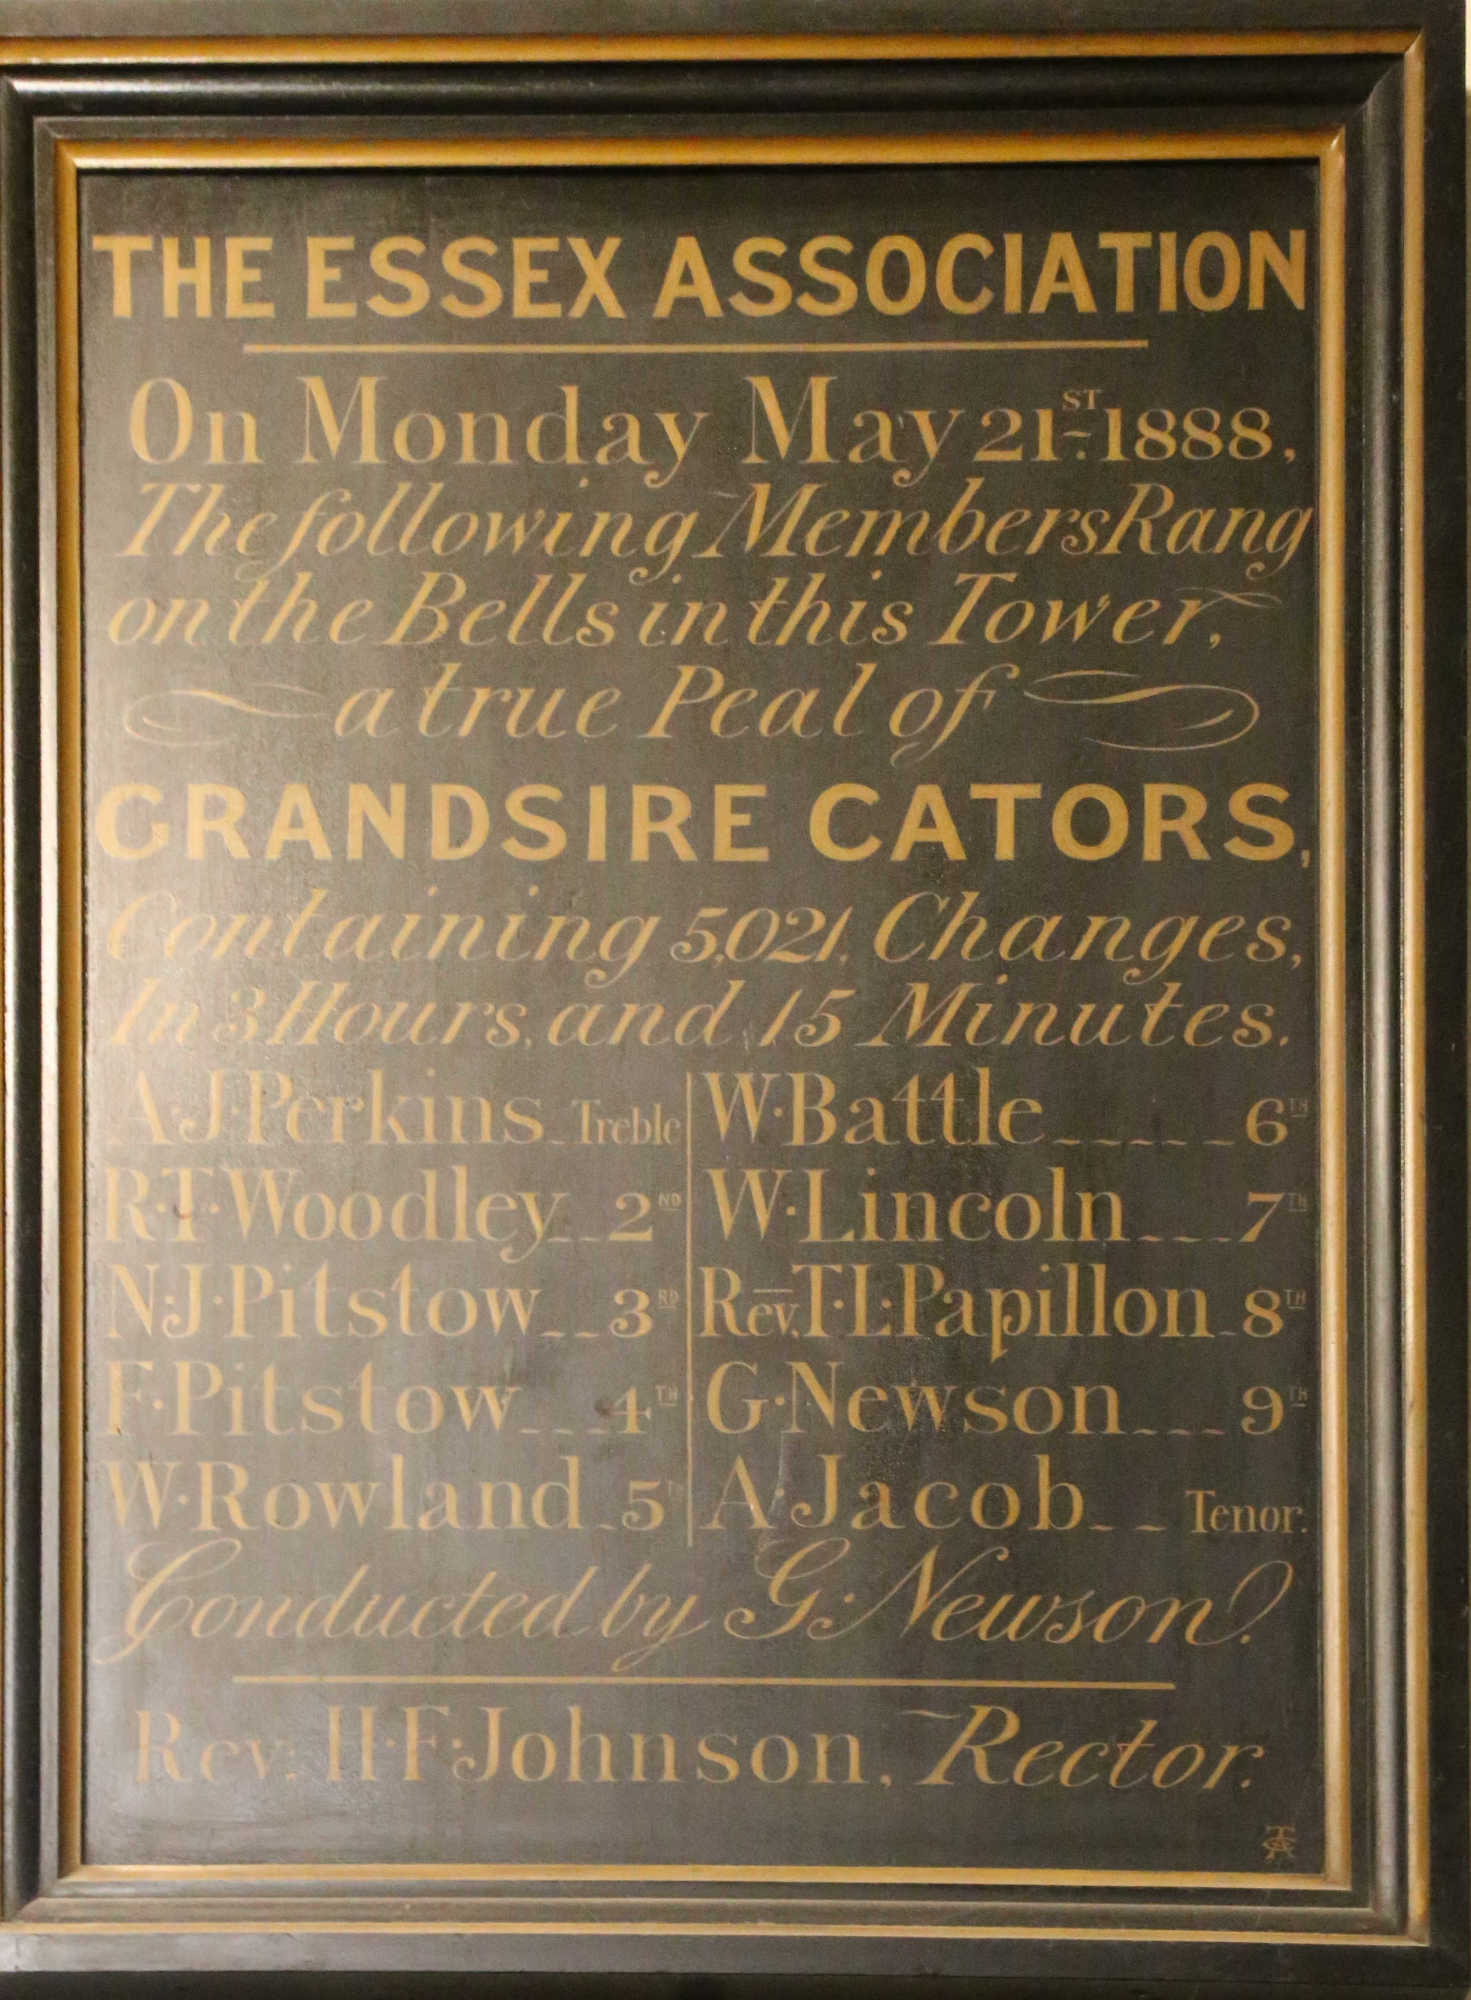 THE ESSEX ASSOCIATION
On Monday May 21ST 1888,
The following Members Rang
on the Bells in this Tower,
a true Peal of
GRANDSIRE CATORS,
Containing 5,021, Changes,
In 3 Hours, and 15 Minutes.
A·J·Perkins Treble
R·T·Woodley 2ND
N·J·Pitstow 3RD
F·Pitstow 4TH
W·Rowland 5TH
W·Battle 6TH
W·Lincoln 7TH
Rev. T·L·Papillon 8TH
G·Newson 9TH
A·Jacob Tenor.
Conducted by G: Newson.
Rev: H·F·Johnson, Rector.